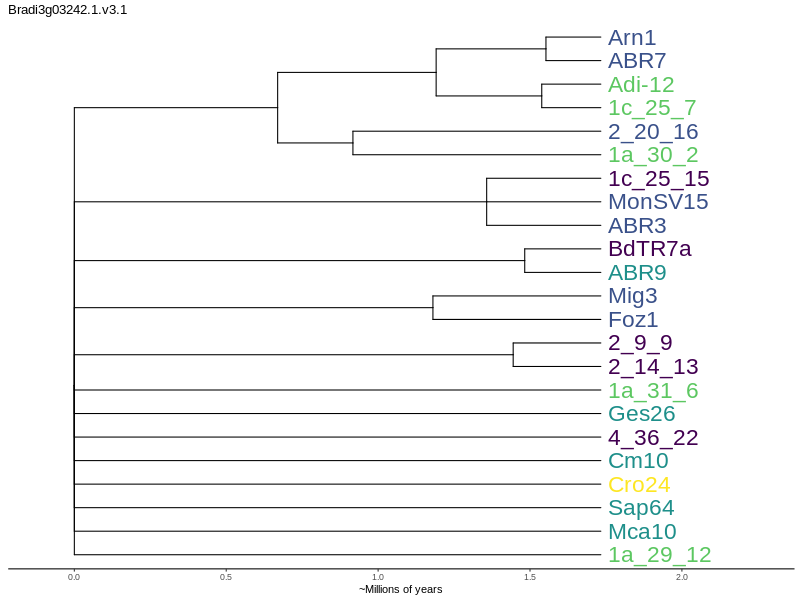 Bradi3g03242.1.v3.1
Arn1
ABR7
Adi-12
1c_25_7
2_20_16
1a_30_2
1c_25_15
MonSV15
ABR3
BdTR7a
ABR9
Mig3
Foz1
2_9_9
2_14_13
1a_31_6
Ges26
4_36_22
Cm10
Cro24
Sap64
Mca10
1a_29_12
0.0 0.5 1.0 1.5 2.0
~Millions of years